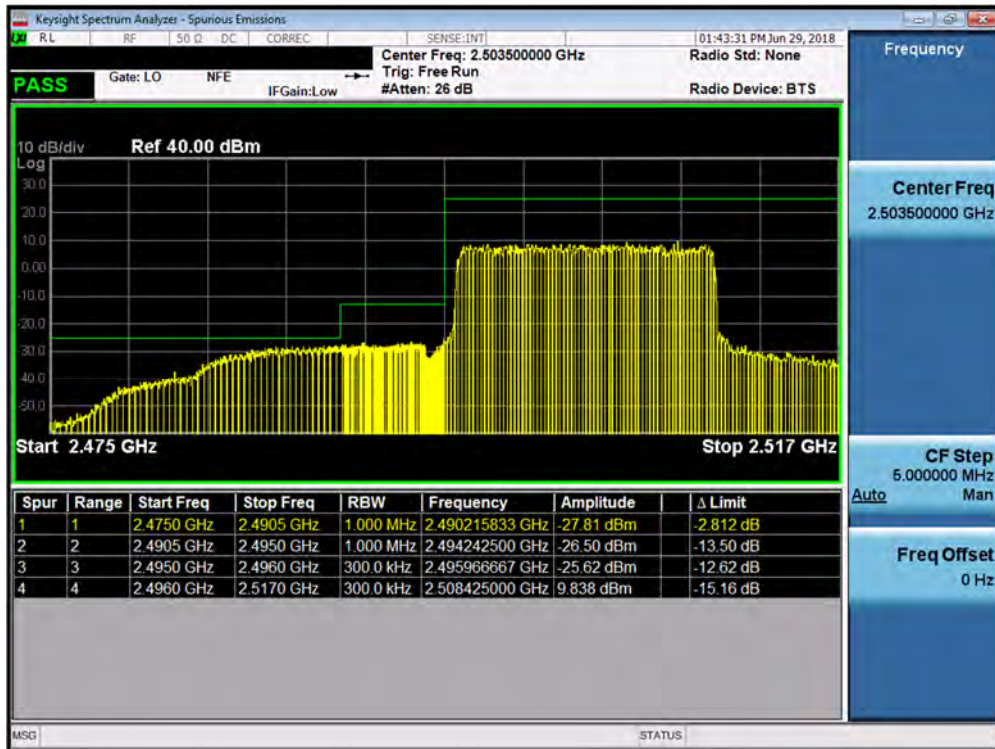 Keysight Spectrum Analyzer - Spurious Emissions
RL RF 50 Ω DC CORREC SENSE:INT 01:43:31 PM Jun 29, 2018
Center Freq: 2.503500000 GHz Radio Std: None
Trig: Free Run
PASS Gate: LO NFE
IFGain:Low #Atten: 26 dB Radio Device: BTS
Frequency
10 dB/div Ref 40.00 dBm
Log
30.0
20.0
10.0
0.00
-10.0
-20.0
-30.0
-40.0
-50.0
Start 2.475 GHz Stop 2.517 GHz
Center Freq
2.503500000 GHz
CF Step
5.000000 MHz
Auto Man
Freq Offset
0 Hz
Spur Range Start Freq Stop Freq RBW Frequency Amplitude Δ Limit
1 1 2.4750 GHz 2.4905 GHz 1.000 MHz 2.490215833 GHz -27.81 dBm -2.812 dB
2 2 2.4905 GHz 2.4950 GHz 1.000 MHz 2.494242500 GHz -26.50 dBm -13.50 dB
3 3 2.4950 GHz 2.4960 GHz 300.0 kHz 2.495966667 GHz -25.62 dBm -12.62 dB
4 4 2.4960 GHz 2.5170 GHz 300.0 kHz 2.508425000 GHz 9.838 dBm -15.16 dB
MSG STATUS